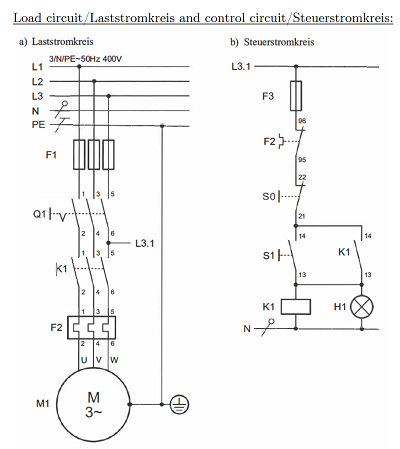 Load circuit/Laststromkreis and control circuit/Steuerstromkreis:
a) Laststromkreis
b) Steuerstromkreis
3/N/PE~50Hz 400V
L1
L2
L3
N
PE
F1
1 3 5
Q1
2 4 6
L3.1
1 3 5
K1
2 4 6
1 3 5
F2
2 4 6
U V W
M1
M
3~
L3.1
F3
96
F2
95
22
S0
21
14 14
S1 K1
13 13
K1 H1
N